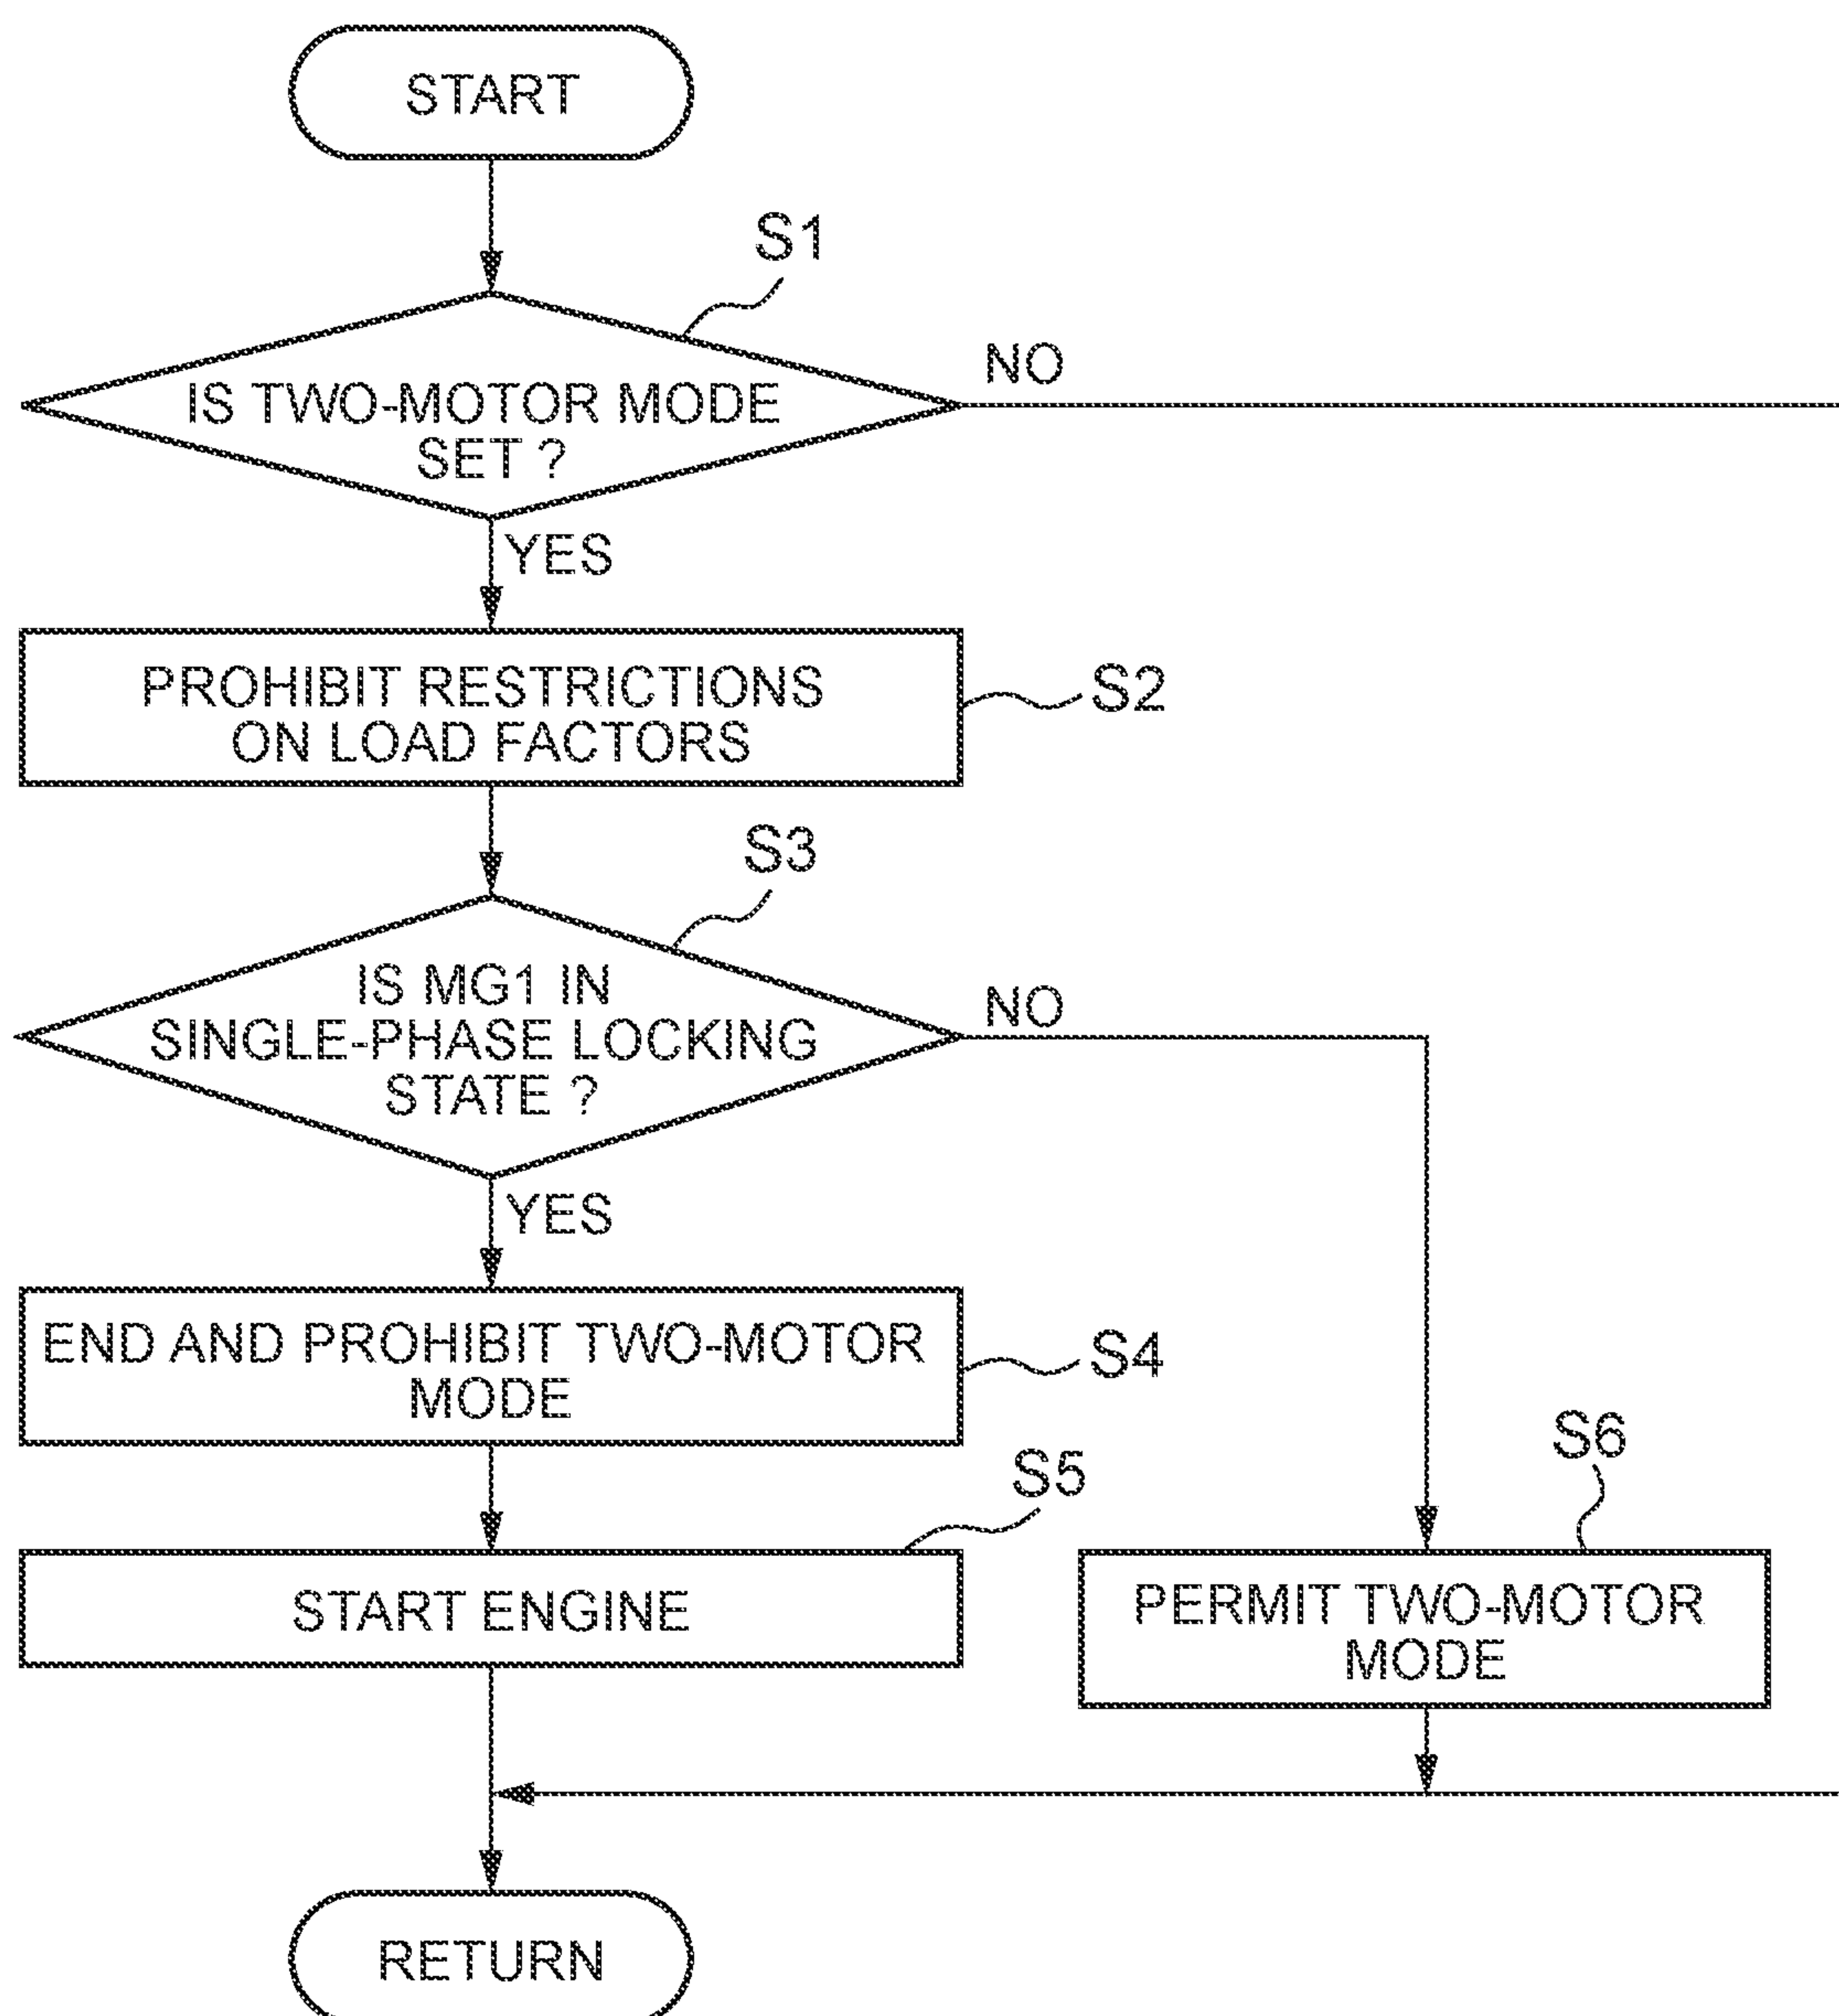 START
S1
NO
IS TWO-MOTOR MODE
SET ?
YES
PROHIBIT RESTRICTIONS
ON LOAD FACTORS
S2
S3
IS MG1 IN
SINGLE-PHASE LOCKING
STATE ?
NO
YES
END AND PROHIBIT TWO-MOTOR
MODE
S4
S5
START ENGINE
S6
PERMIT TWO-MOTOR
MODE
RETURN